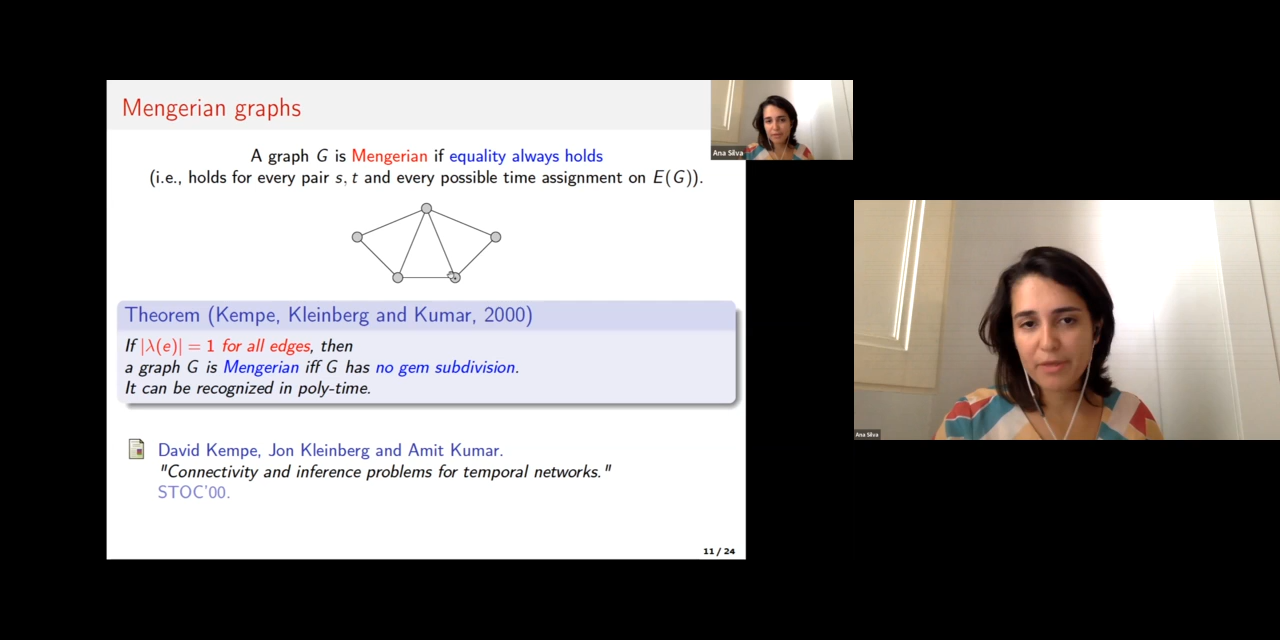 Mengerian graphs
A graph G is Mengerian if equality always holds
(i.e., holds for every pair s, t and every possible time assignment on E(G)).
Theorem (Kempe, Kleinberg and Kumar, 2000)
If |λ(e)| = 1 for all edges, then
a graph G is Mengerian iff G has no gem subdivision.
It can be recognized in poly-time.
David Kempe, Jon Kleinberg and Amit Kumar.
"Connectivity and inference problems for temporal networks."
STOC'00.
11 / 24
Ana Silva
Ana Silva